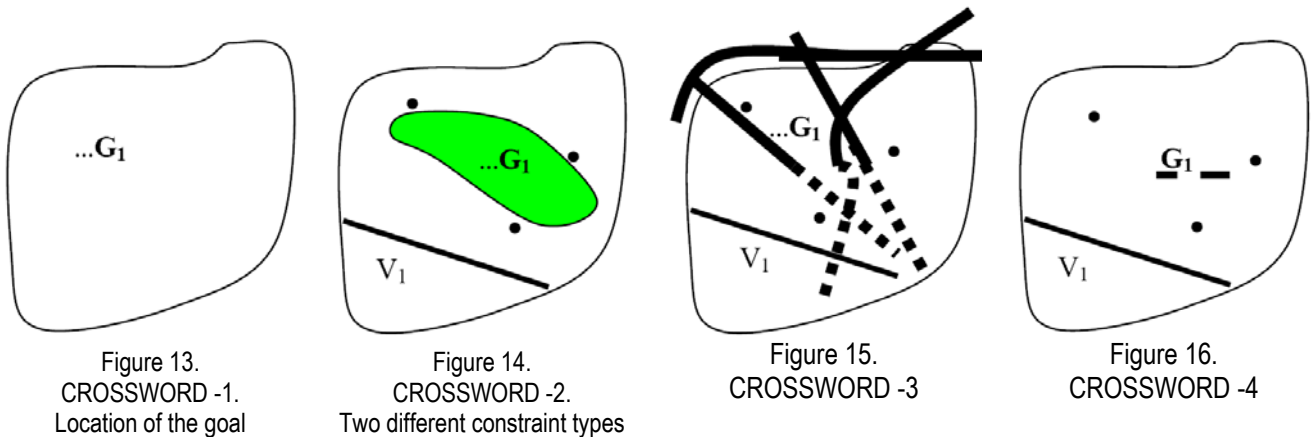 ...G₁
...G₁
V₁
...G₁
V₁
G₁
V₁
Figure 13.
CROSSWORD -1.
Location of the goal
Figure 14.
CROSSWORD -2.
Two different constraint types
Figure 15.
CROSSWORD -3
Figure 16.
CROSSWORD -4